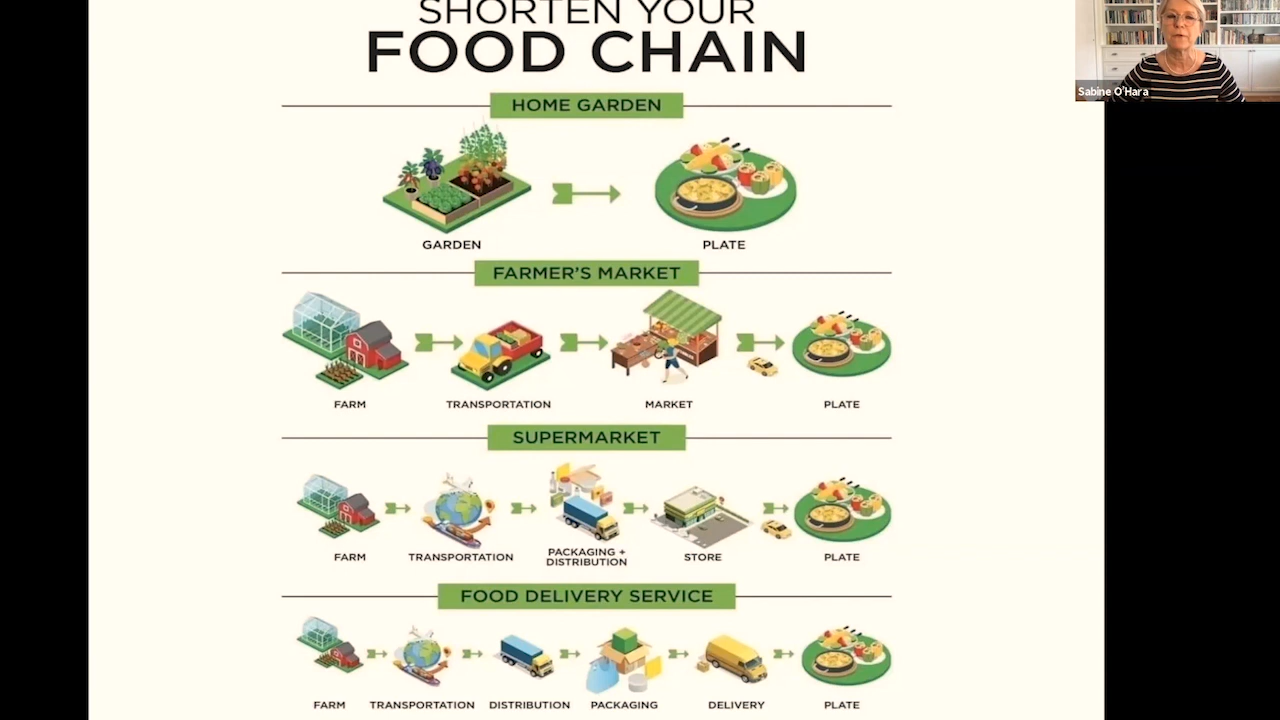 SHORTEN YOUR
FOOD CHAIN
Sabine O'Hara
HOME GARDEN
GARDEN
PLATE
FARMER'S MARKET
FARM
TRANSPORTATION
MARKET
PLATE
SUPERMARKET
FARM
TRANSPORTATION
PACKAGING +
DISTRIBUTION
STORE
PLATE
FOOD DELIVERY SERVICE
FARM
TRANSPORTATION
DISTRIBUTION
PACKAGING
DELIVERY
PLATE